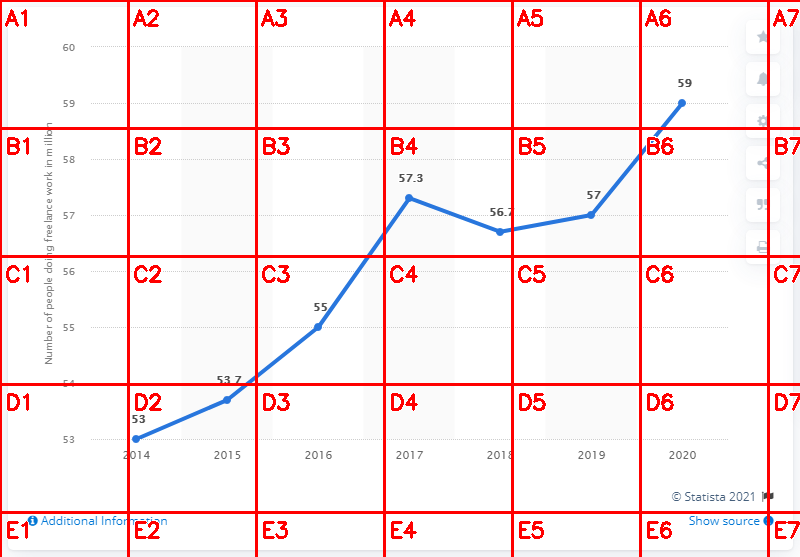 A1 A2 A3 A4 A5 A6 A7
60
59
59
B1 B2 B3 B4 B5 B6 B7
58
57.3
57
56.7
57
Number of people doing freelance work in million
C1 C2 C3 C4 C5 C6 C7
56
55
55
54
53.7
D1 D2 D3 D4 D5 D6 D7
53
53
2014 2015 2016 2017 2018 2019 2020
© Statista 2021
Additional Information
Show source
E1 E2 E3 E4 E5 E6 E7